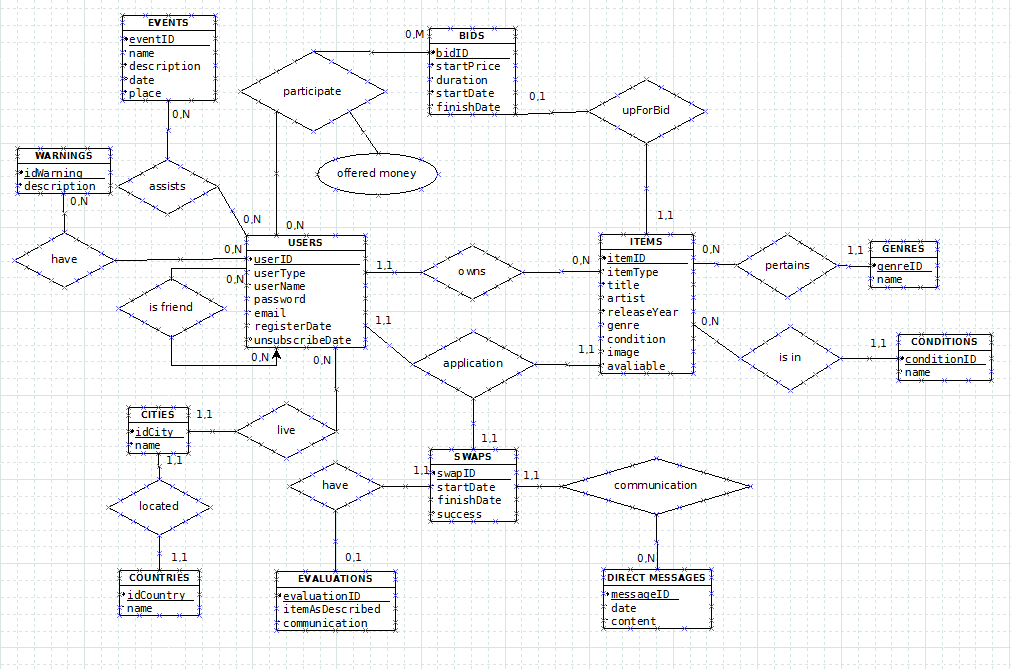 EVENTS
eventID
name
description
date
place
0,N
assists
0,N
WARNINGS
idWarning
description
0,N
have
0,N
participate
offered money
0,M
0,N
BIDS
bidID
startPrice
duration
startDate
finishDate
0,1
upForBid
1,1
USERS
userID
userType
userName
password
email
registerDate
unsubscribeDate
0,N
is friend
0,N
1,1
owns
0,N
ITEMS
itemID
itemType
title
artist
releaseYear
genre
condition
image
avaliable
0,N
pertains
1,1
GENRES
genreID
name
0,N
is in
1,1
CONDITIONS
conditionID
name
1,1
application
1,1
1,1
0,N
live
1,1
CITIES
idCity
name
1,1
located
1,1
COUNTRIES
idCountry
name
SWAPS
swapID
startDate
finishDate
success
1,1
have
0,1
EVALUATIONS
evaluationID
itemAsDescribed
communication
1,1
communication
0,N
DIRECT MESSAGES
messageID
date
content